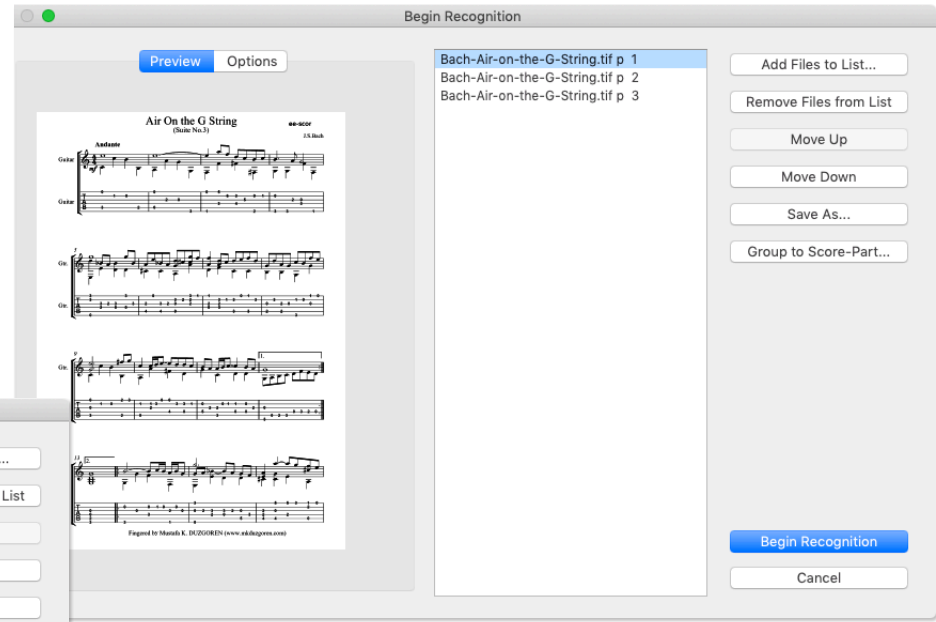 Begin Recognition
Preview
Options
Air On the G String
(Suite No.3)
ee-scor
J.S.Bach
Andante
Guitar
Guitar
5
Gtr.
Gtr.
9
1.
Gtr.
13
2.
Fingered by Mustafa K. DUZGOREN (www.mkduzgoren.com)
Bach-Air-on-the-G-String.tif p 1
Bach-Air-on-the-G-String.tif p 2
Bach-Air-on-the-G-String.tif p 3
Add Files to List...
Remove Files from List
Move Up
Move Down
Save As...
Group to Score-Part...
Begin Recognition
Cancel
...
List